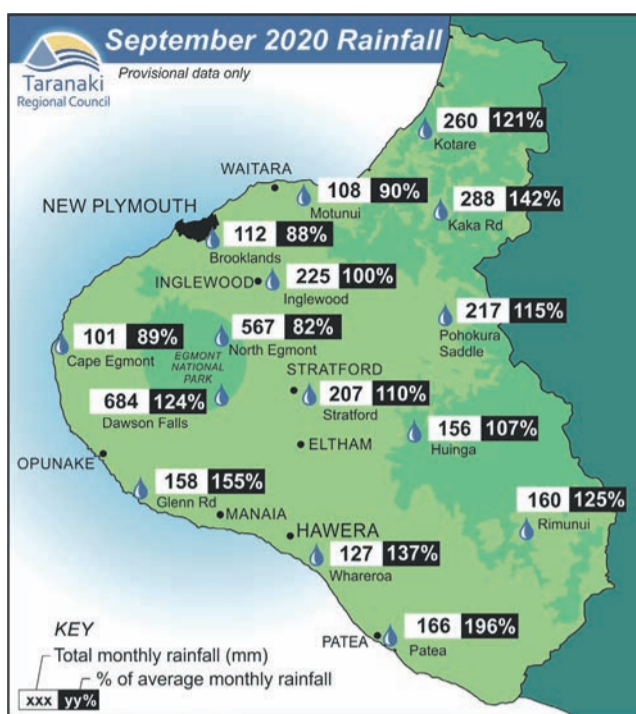 September 2020 Rainfall
Taranaki
Regional Council
Provisional data only
260 121%
Kotare
WAITARA
108 90%
Motunui
288 142%
Kaka Rd
NEW PLYMOUTH
112 88%
Brooklands
INGLEWOOD
225 100%
Inglewood
217 115%
Pohokura
Saddle
101 89%
Cape Egmont
567 82%
North Egmont
EGMONT
NATIONAL
PARK
STRATFORD
684 124%
Dawson Falls
207 110%
Stratford
156 107%
Huinga
ELTHAM
OPUNAKE
158 155%
Glenn Rd
MANAIA
160 125%
Rimunui
HAWERA
127 137%
Whareroa
PATEA
166 196%
Patea
KEY
Total monthly rainfall (mm)
% of average monthly rainfall
xxx yy%